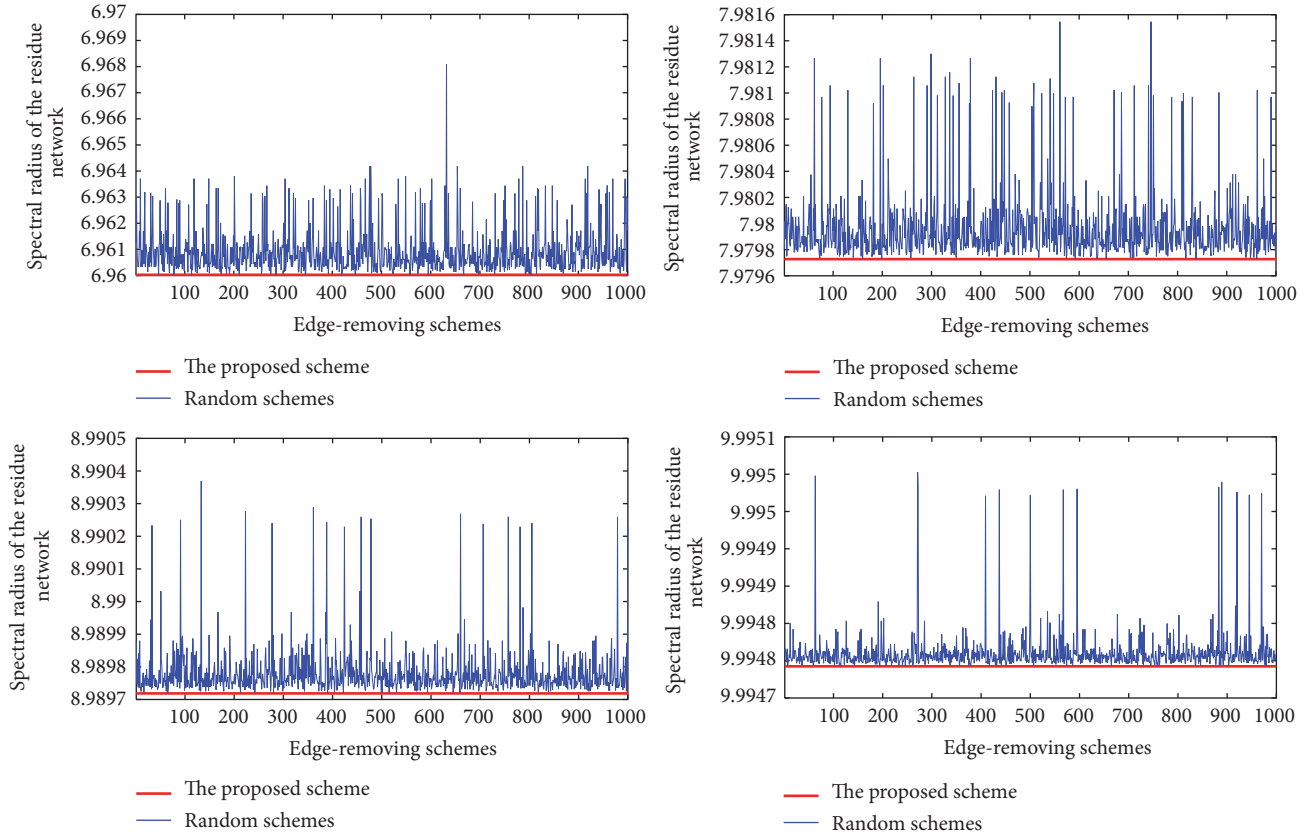 Spectral radius of the residue
network
6.97
6.969
6.968
6.967
6.966
6.965
6.964
6.963
6.962
6.961
6.96
100 200 300 400 500 600 700 800 900 1000
Edge-removing schemes
The proposed scheme
Random schemes
Spectral radius of the residue
network
7.9816
7.9814
7.9812
7.981
7.9808
7.9806
7.9804
7.9802
7.98
7.9798
7.9796
100 200 300 400 500 600 700 800 900 1000
Edge-removing schemes
The proposed scheme
Random schemes
Spectral radius of the residue
network
8.9905
8.9904
8.9903
8.9902
8.9901
8.99
8.9899
8.9898
8.9897
100 200 300 400 500 600 700 800 900 1000
Edge-removing schemes
The proposed scheme
Random schemes
Spectral radius of the residue
network
9.9951
9.995
9.995
9.9949
9.9949
9.9948
9.9948
9.9947
100 200 300 400 500 600 700 800 900 1000
Edge-removing schemes
The proposed scheme
Random schemes